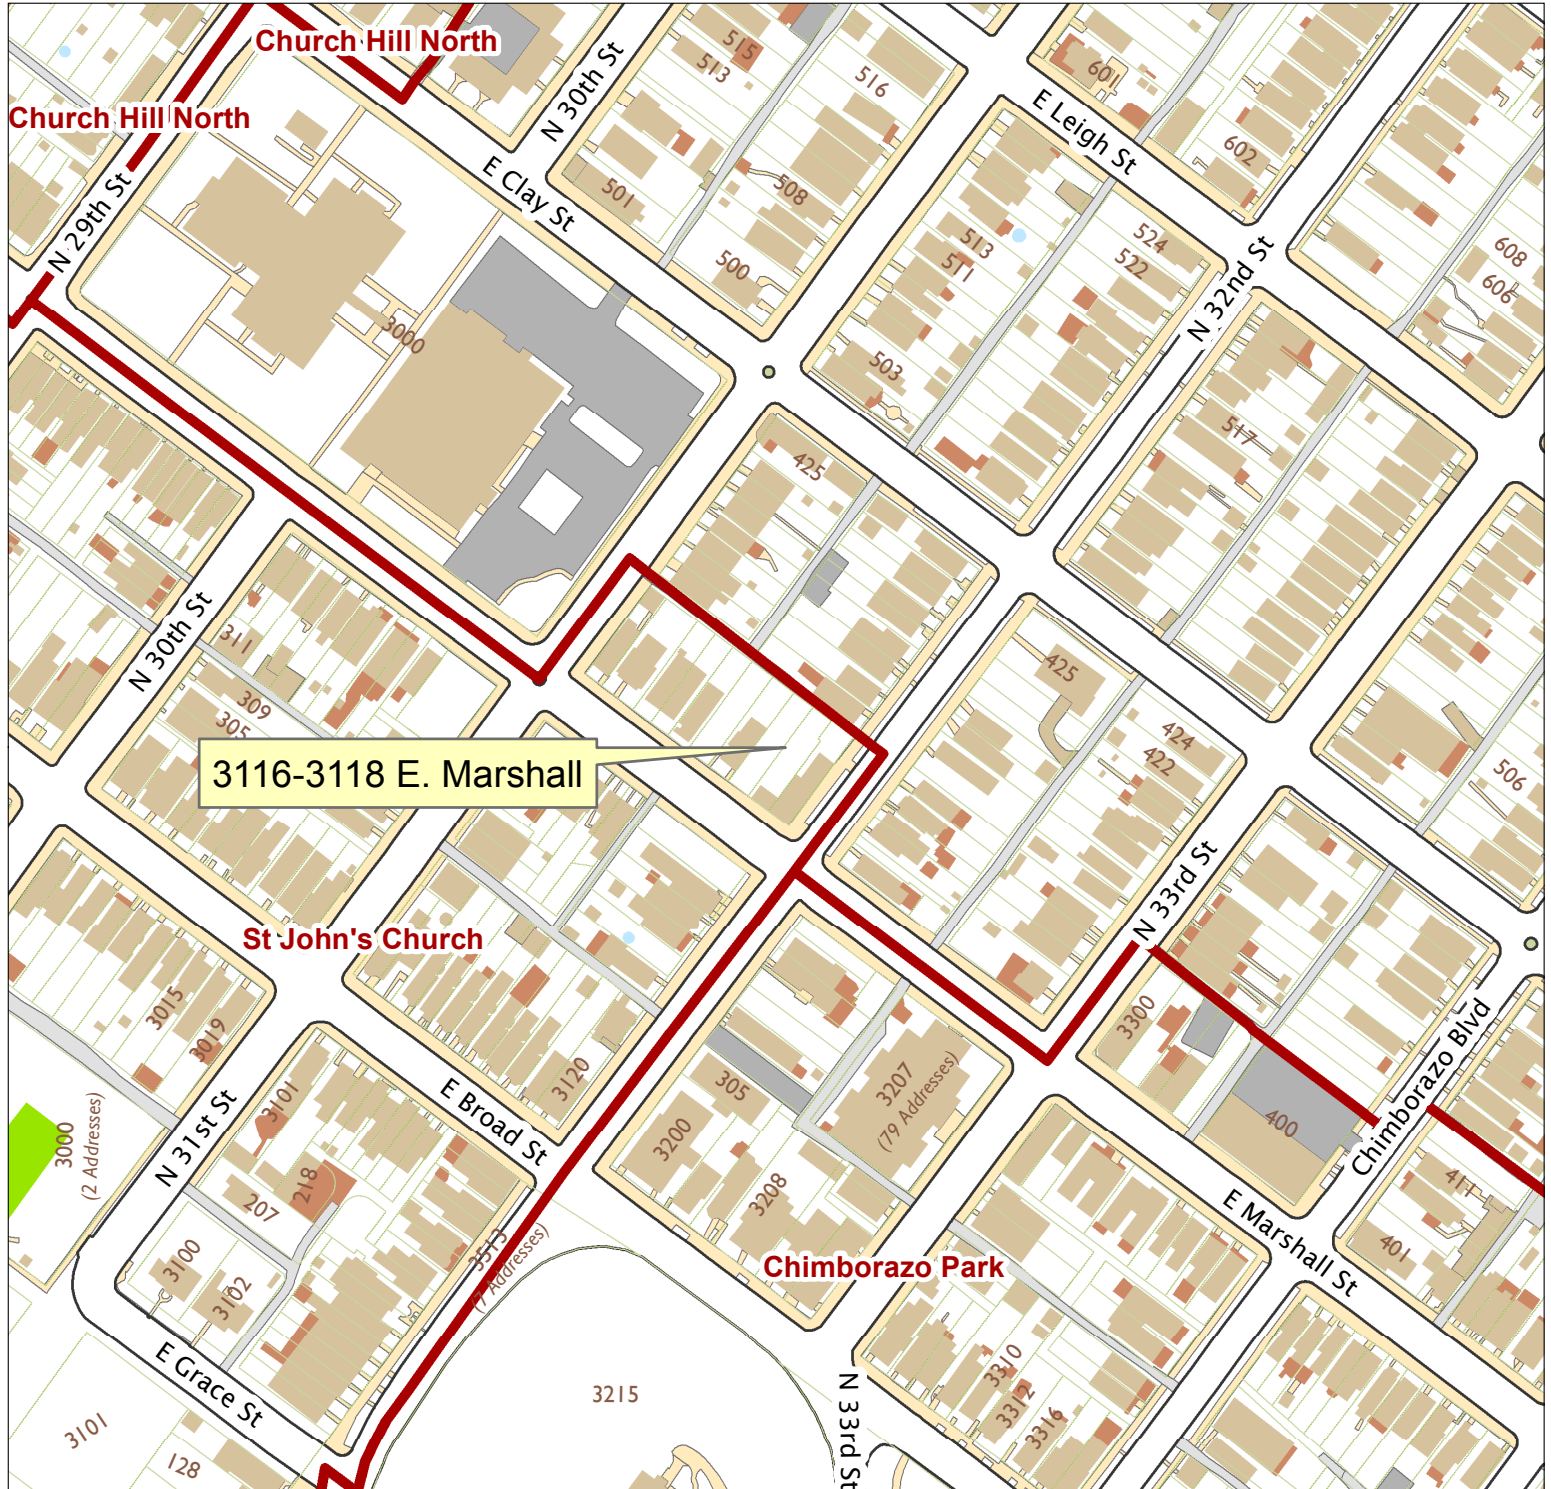 Church Hill North
515
513
516
N 30th St
601
E Leigh St
602
Church Hill North
E Clay St
501
508
500
N 29th St
513
511
524
522
N 32nd St
608
606
3000
503
517
425
N 30th St
311
309
305
425
424
422
506
3116-3118 E. Marshall
N 33rd St
St John's Church
3015
3019
3300
Chimborazo Blvd
3120
305
3207
(79 Addresses)
400
3000
(2 Addresses)
N 31st St
3101
E Broad St
3200
218
207
3208
411
401
E Marshall St
3100
3102
3513
(7 Addresses)
Chimborazo Park
E Grace St
3215
N 33rd St
3310
3312
3316
3101
128